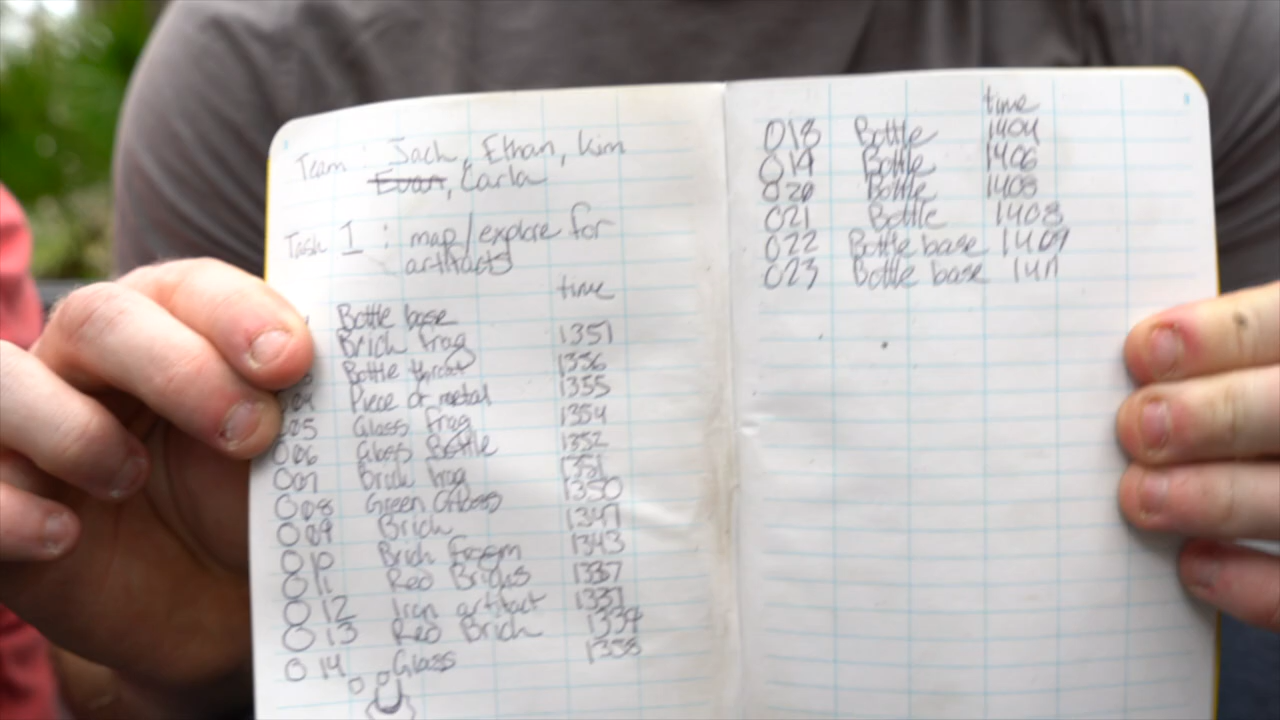 Team : Jack, Ethan, Kim
Evan, Carla
Task 1 : map/explore for
artifacts
time
Bottle base
Brick frag 1351
Bottle throat 1356
04 Piece of metal 1355
005 Glass frag 1354
006 Glass Bottle 1352
007 Brick frag 1351
008 Green Glass 1350
009 Brick 1347
010 Brick fragm 1343
011 Red Bricks 1337
012 Iron artifact 1337
013 Red Brick 1339
014 Glass 1338
time
018 Bottle 1404
019 Bottle 1406
020 Bottle 1408
021 Bottle 1408
022 Bottle base 1409
023 Bottle base 1411